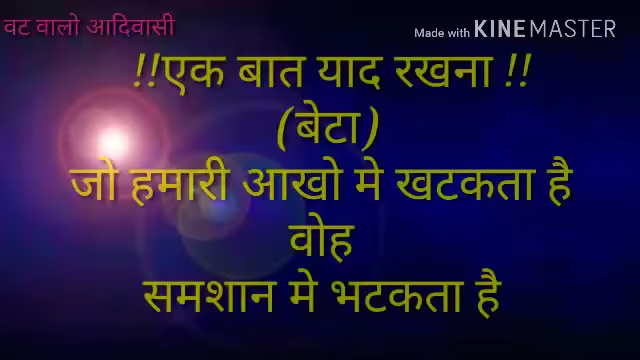 वट वालो आदिवासी
Made with KINEMASTER
!!एक बात याद रखना !!
(बेटा)
जो हमारी आखो मे खटकता है
वोह
समशान मे भटकता है